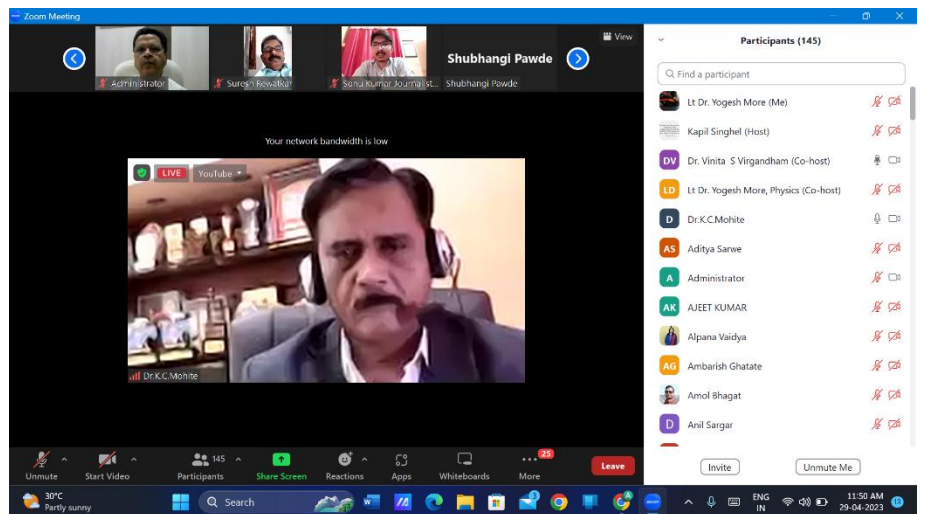 Zoom Meeting
Administrator
Suresh Rewatkar
Sonu Kumar Journalist...
Shubhangi Pawde
Shubhangi Pawde
View
Your network bandwidth is low
LIVE
YouTube
Dr.K.C.Mohite
Participants (145)
Find a participant
Lt Dr. Yogesh More (Me)
Kapil Singhel (Host)
DV Dr. Vinita S Virgandham (Co-host)
LD Lt Dr. Yogesh More, Physics (Co-host)
D Dr.K.C.Mohite
AS Aditya Sarwe
A Administrator
AK AJEET KUMAR
Alpana Vaidya
AG Ambarish Ghatate
Amol Bhagat
D Anil Sargar
Invite
Unmute Me
Unmute
Start Video
145
Participants
Share Screen
Reactions
Apps
Whiteboards
25
More
Leave
30°C
Partly sunny
Search
ENG
IN
11:50 AM
29-04-2023